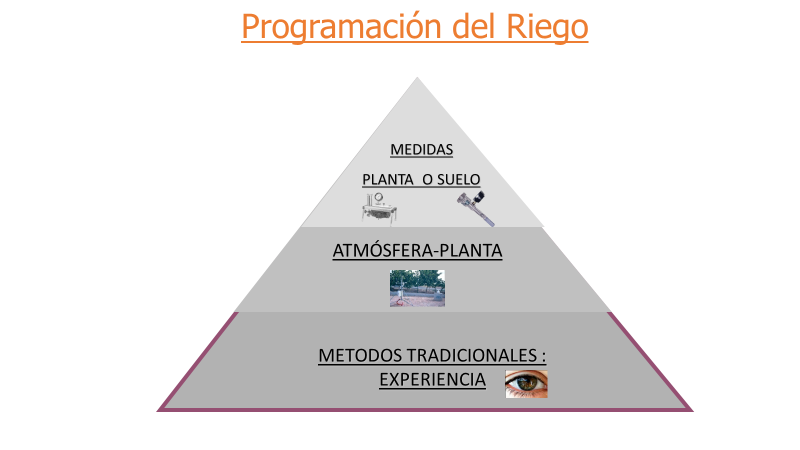 Programación del Riego
MEDIDAS
PLANTA O SUELO
ATMÓSFERA-PLANTA
METODOS TRADICIONALES :
EXPERIENCIA